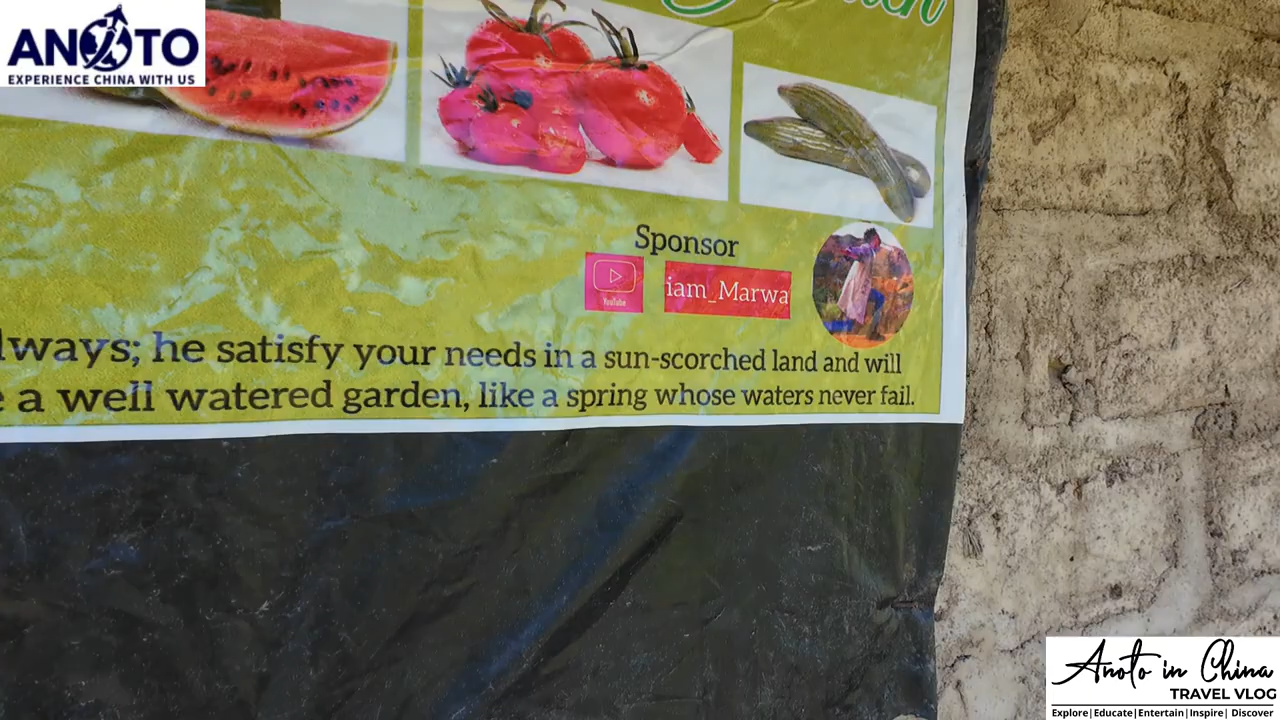 ANOTO
EXPERIENCE CHINA WITH US
Sponsor
YouTube
iam_Marwa
lways; he satisfy your needs in a sun-scorched land and will
a well watered garden, like a spring whose waters never fail.
Anoto in China
TRAVEL VLOG
Explore|Educate|Entertain|Inspire| Discover